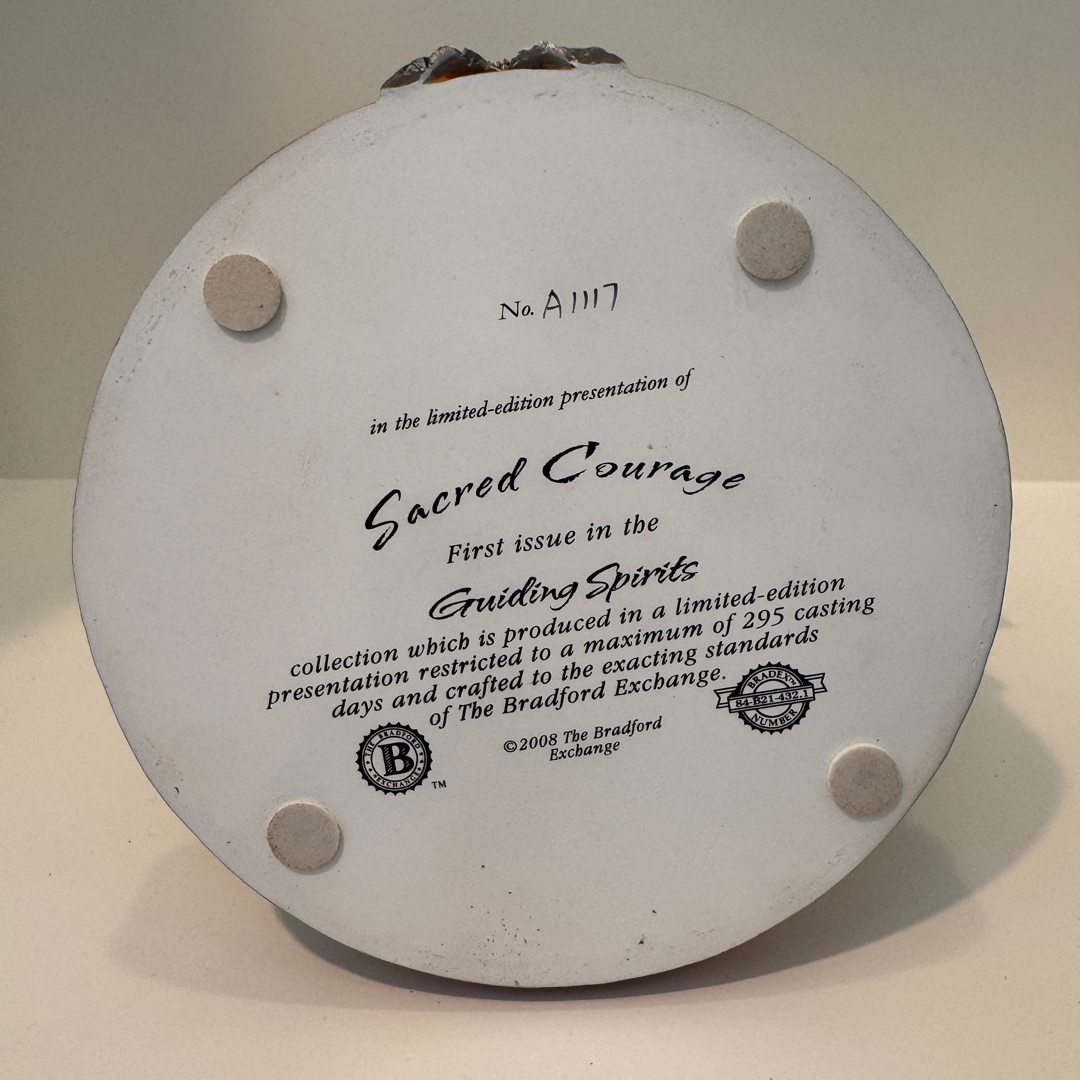 No. A1117
in the limited-edition presentation of
Sacred Courage
First issue in the
Guiding Spirits
collection which is produced in a limited-edition
presentation restricted to a maximum of 295 casting
days and crafted to the exacting standards
of The Bradford Exchange.
BRADEX™
84-B21-432.1
NUMBER
THE BRADFORD
B
EXCHANGE
™
©2008 The Bradford
Exchange